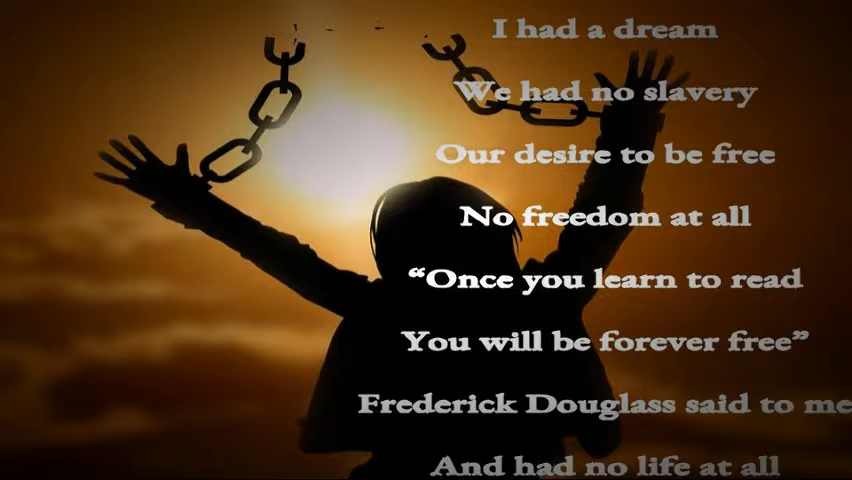 I had a dream
We had no slavery
Our desire to be free
No freedom at all
“Once you learn to read
You will be forever free”
Frederick Douglass said to me
And had no life at all